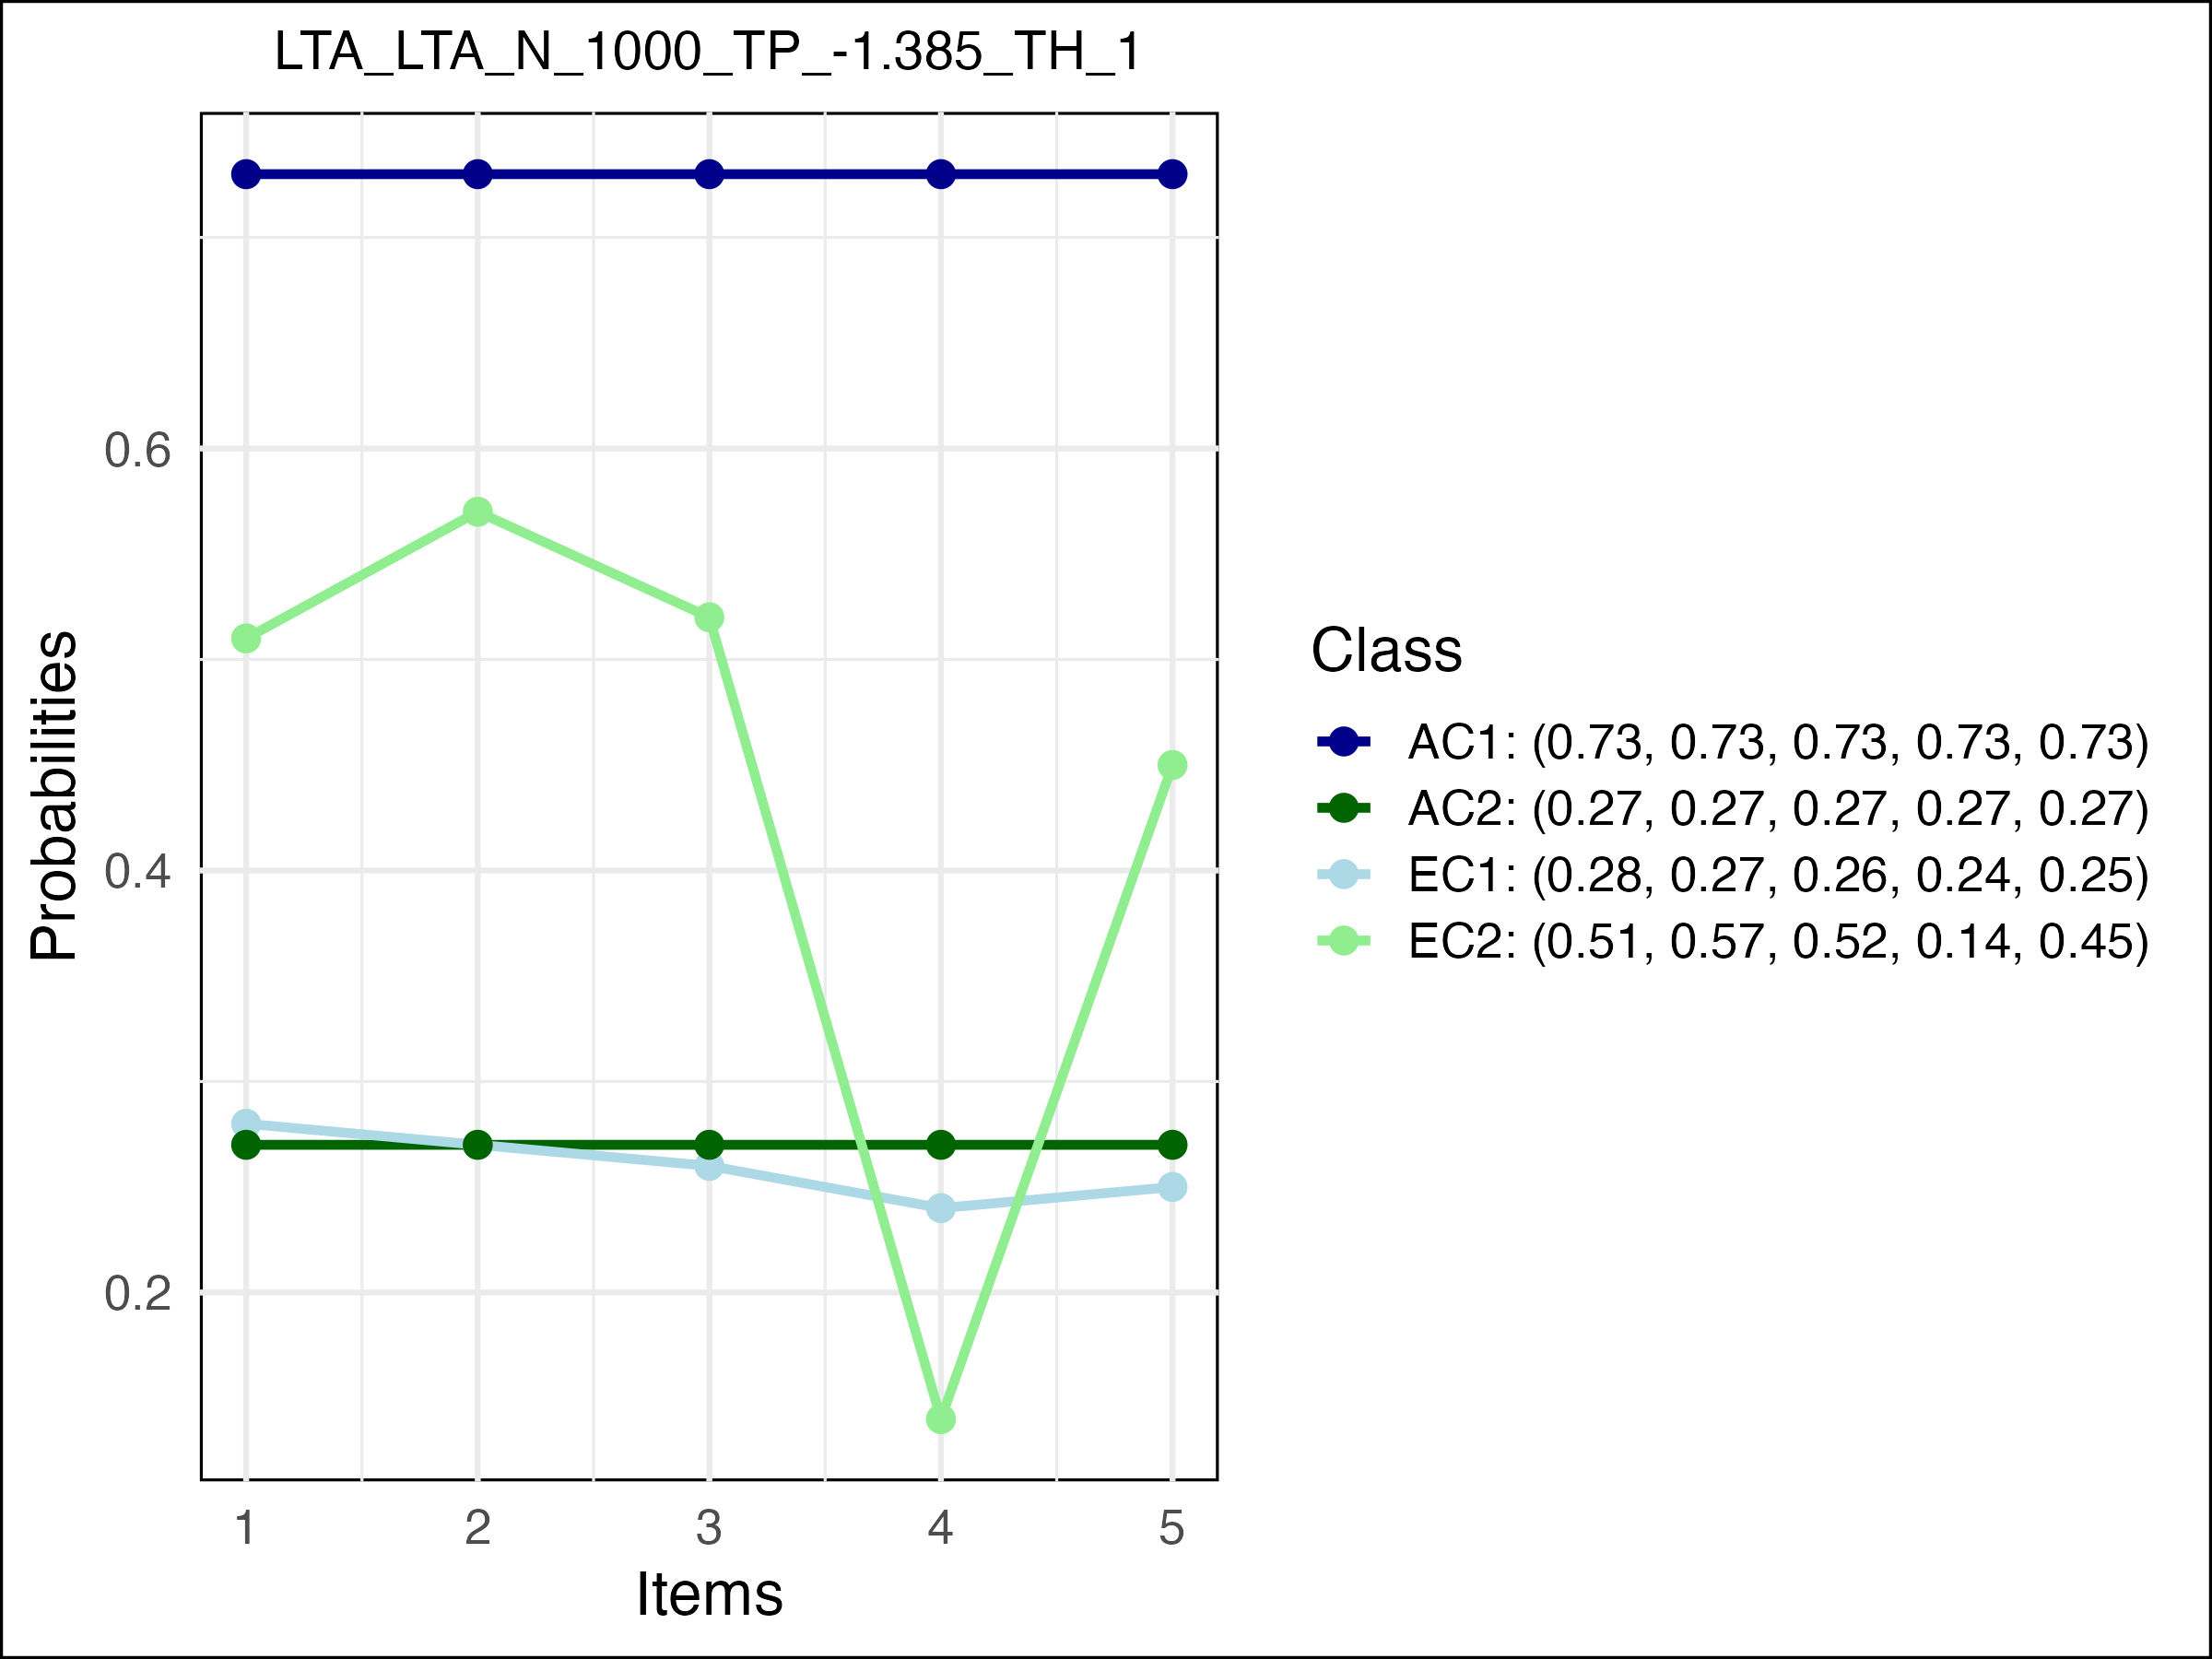 LTA_LTA_N_1000_TP_-1.385_TH_1
Probabilities
0.6
0.4
0.2
1 2 3 4 5
Items
Class
AC1: (0.73, 0.73, 0.73, 0.73, 0.73)
AC2: (0.27, 0.27, 0.27, 0.27, 0.27)
EC1: (0.28, 0.27, 0.26, 0.24, 0.25)
EC2: (0.51, 0.57, 0.52, 0.14, 0.45)